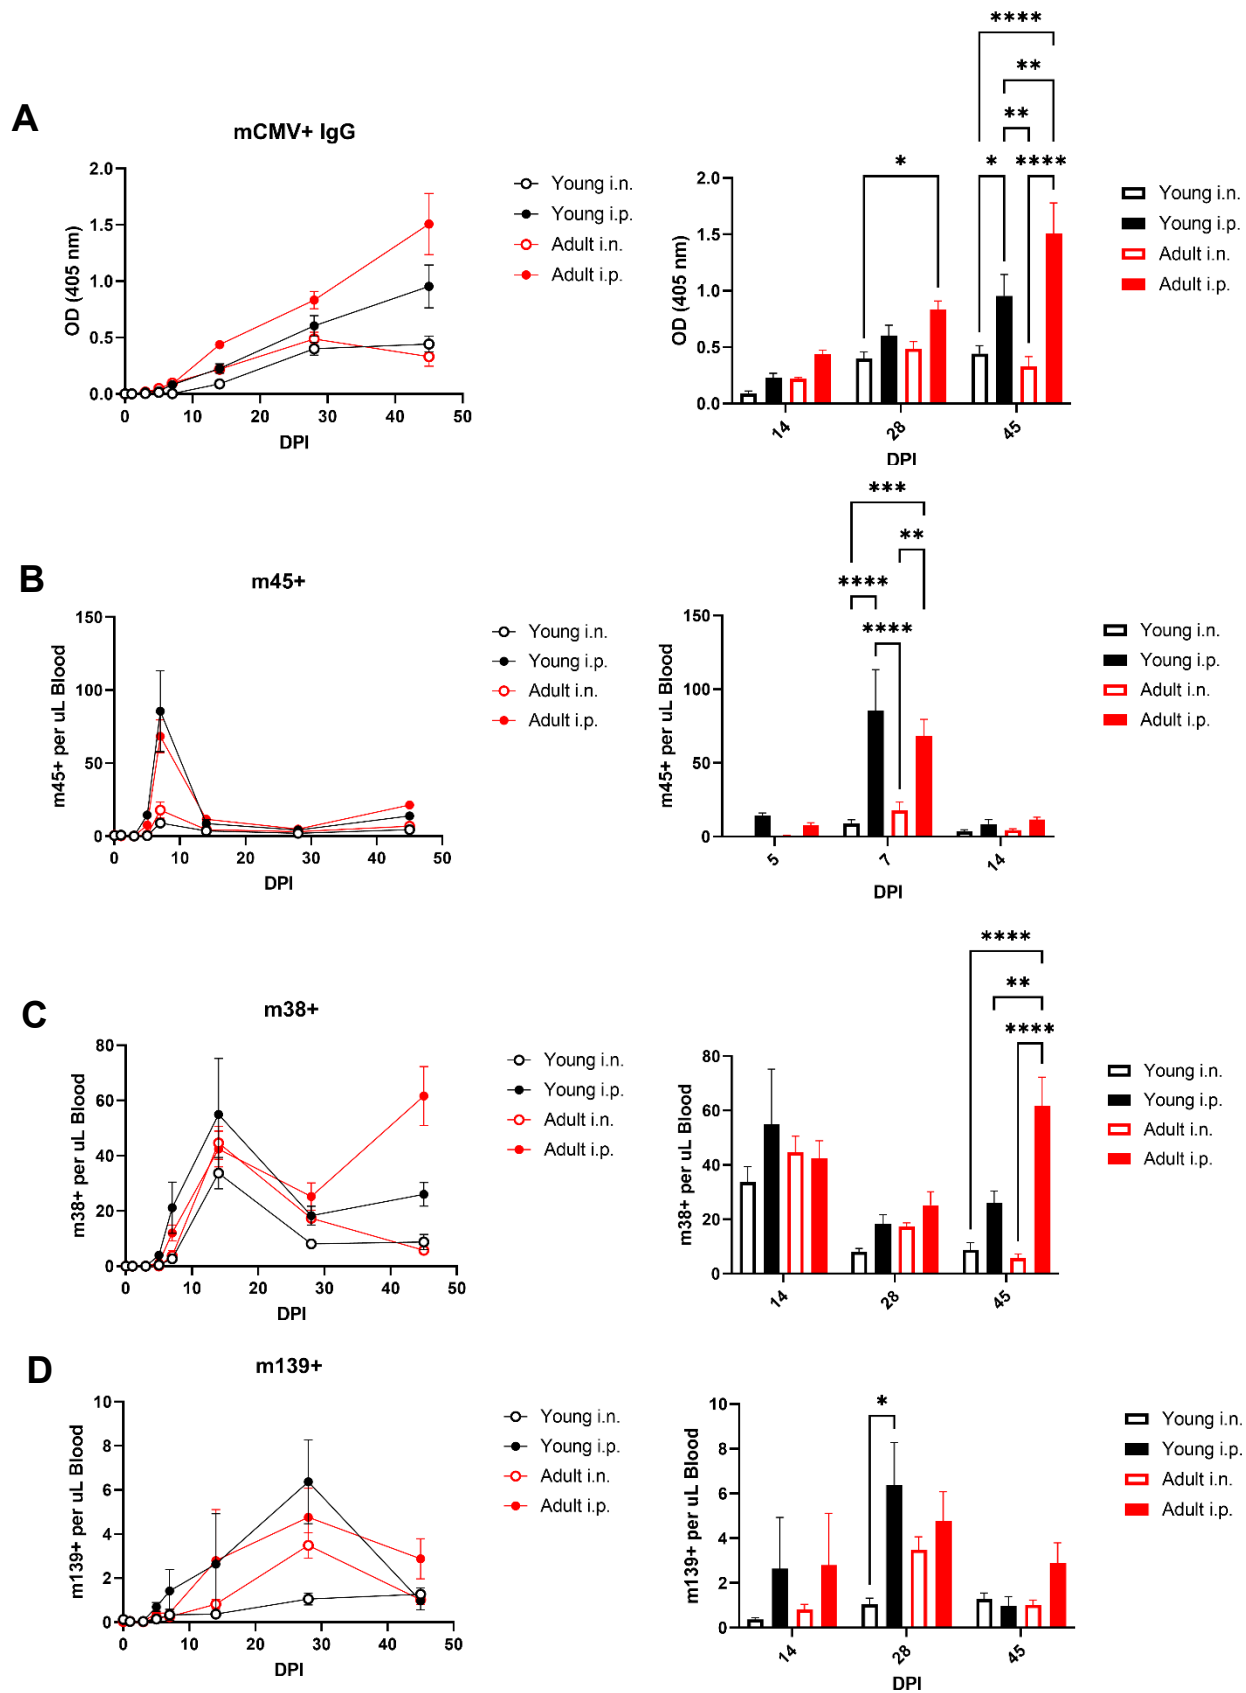 A
mCMV+ IgG
2.0
1.5
1.0
0.5
0.0
OD (405 nm)
0 10 20 30 40 50
DPI
Young i.n.
Young i.p.
Adult i.n.
Adult i.p.
****
**
**
* ****
*
2.0
1.5
1.0
0.5
0.0
OD (405 nm)
14 28 45
DPI
Young i.n.
Young i.p.
Adult i.n.
Adult i.p.
B
m45+
150
100
50
0
m45+ per uL Blood
0 10 20 30 40 50
DPI
Young i.n.
Young i.p.
Adult i.n.
Adult i.p.
***
**
****
****
150
100
50
0
m45+ per uL Blood
5 7 14
DPI
Young i.n.
Young i.p.
Adult i.n.
Adult i.p.
C
m38+
80
60
40
20
0
m38+ per uL Blood
0 10 20 30 40 50
DPI
Young i.n.
Young i.p.
Adult i.n.
Adult i.p.
****
**
****
80
60
40
20
0
m38+ per uL Blood
14 28 45
DPI
Young i.n.
Young i.p.
Adult i.n.
Adult i.p.
D
m139+
10
8
6
4
2
0
m139+ per uL Blood
0 10 20 30 40 50
DPI
Young i.n.
Young i.p.
Adult i.n.
Adult i.p.
*
10
8
6
4
2
0
m139+ per uL Blood
14 28 45
DPI
Young i.n.
Young i.p.
Adult i.n.
Adult i.p.